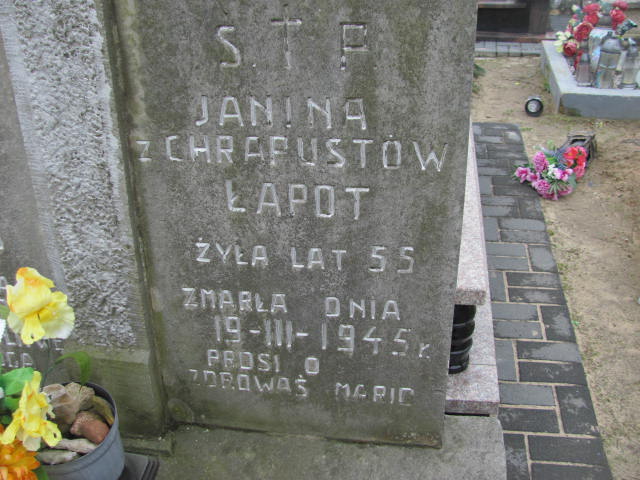 Ś. † P
JANINA
Z CHRAPUSTÓW
ŁAPOT
ŻYŁA LAT 55
ZMARŁA DNIA
19-III-1945 r.
PROSI O
ZDROWAŚ MARIO